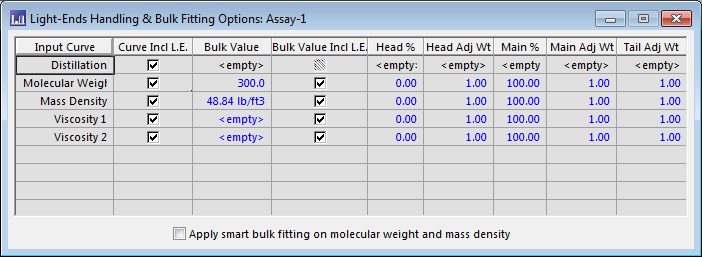 Light-Ends Handling & Bulk Fitting Options: Assay-1
Input Curve Curve Incl L.E. Bulk Value Bulk Value Incl L.E. Head % Head Adj Wt Main % Main Adj Wt Tail Adj Wt
Distillation <empty> <empty: <empty> <empty> <empty> <empty>
Molecular Weigh 300.0 0.00 1.00 100.00 1.00 1.00
Mass Density 48.84 lb/ft3 0.00 1.00 100.00 1.00 1.00
Viscosity 1 <empty> 0.00 1.00 100.00 1.00 1.00
Viscosity 2 <empty> 0.00 1.00 100.00 1.00 1.00
Apply smart bulk fitting on molecular weight and mass density